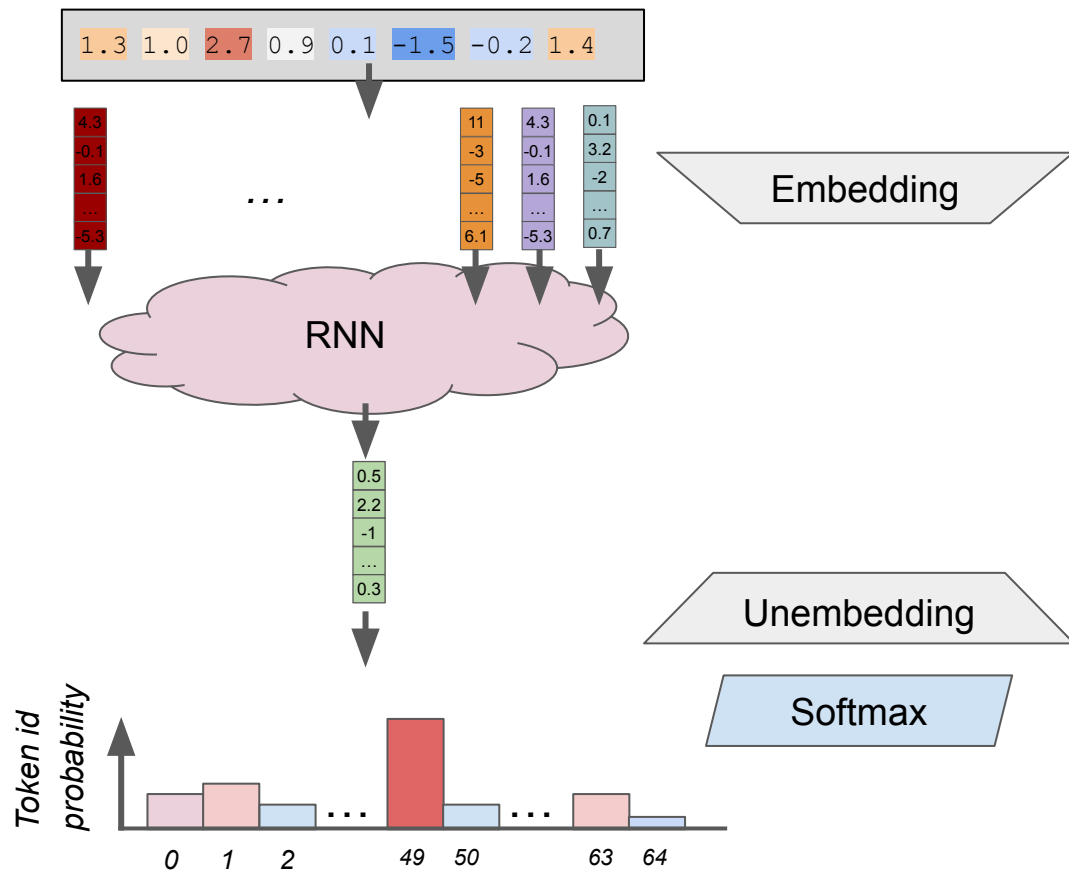 1.3 1.0 2.7 0.9 0.1 -1.5 -0.2 1.4
4.3 11 4.3 0.1
-0.1 -3 -0.1 3.2
1.6 -5 1.6 -2
... ... ... ... ...
-5.3 6.1 -5.3 0.7
Embedding
RNN
0.5
2.2
-1
...
0.3
Unembedding
Softmax
Token id
probability
... ...
0 1 2 49 50 63 64